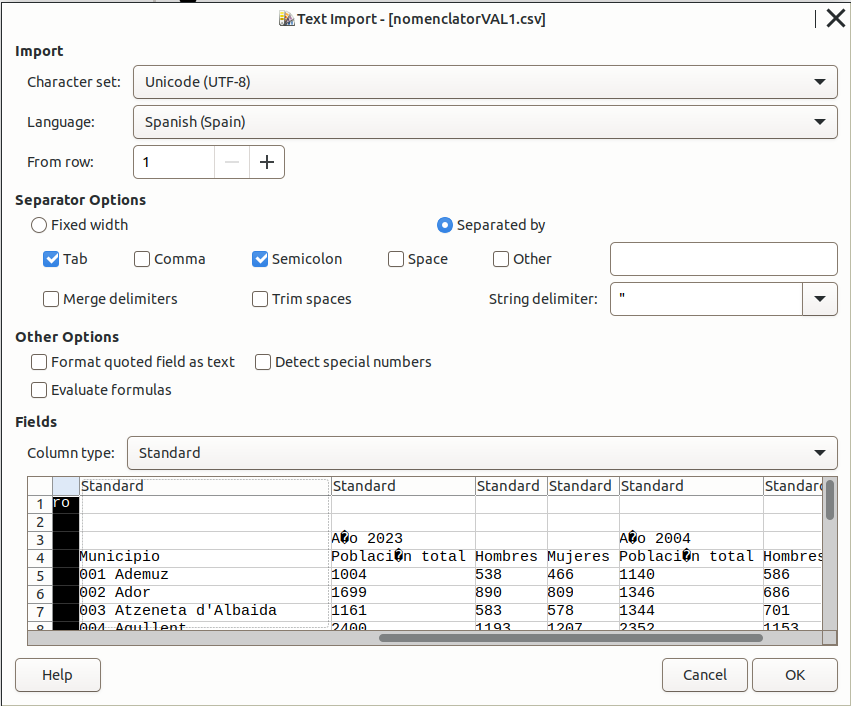 Text Import - [nomenclatorVAL1.csv]
Import
Character set: Unicode (UTF-8)
Language: Spanish (Spain)
From row: 1
Separator Options
Fixed width Separated by
Tab Comma Semicolon Space Other
Merge delimiters Trim spaces String delimiter: "
Other Options
Format quoted field as text Detect special numbers
Evaluate formulas
Fields
Column type: Standard
Standard Standard Standard Standard Standard Standard
1 ro
2
3 A�o 2023 A�o 2004
4 Municipio Poblaci�n total Hombres Mujeres Poblaci�n total Hombres
5 001 Ademuz 1004 538 466 1140 586
6 002 Ador 1699 890 809 1346 686
7 003 Atzeneta d'Albaida 1161 583 578 1344 701
8 004 Agullent 2400 1193 1207 2352 1153
Help Cancel OK